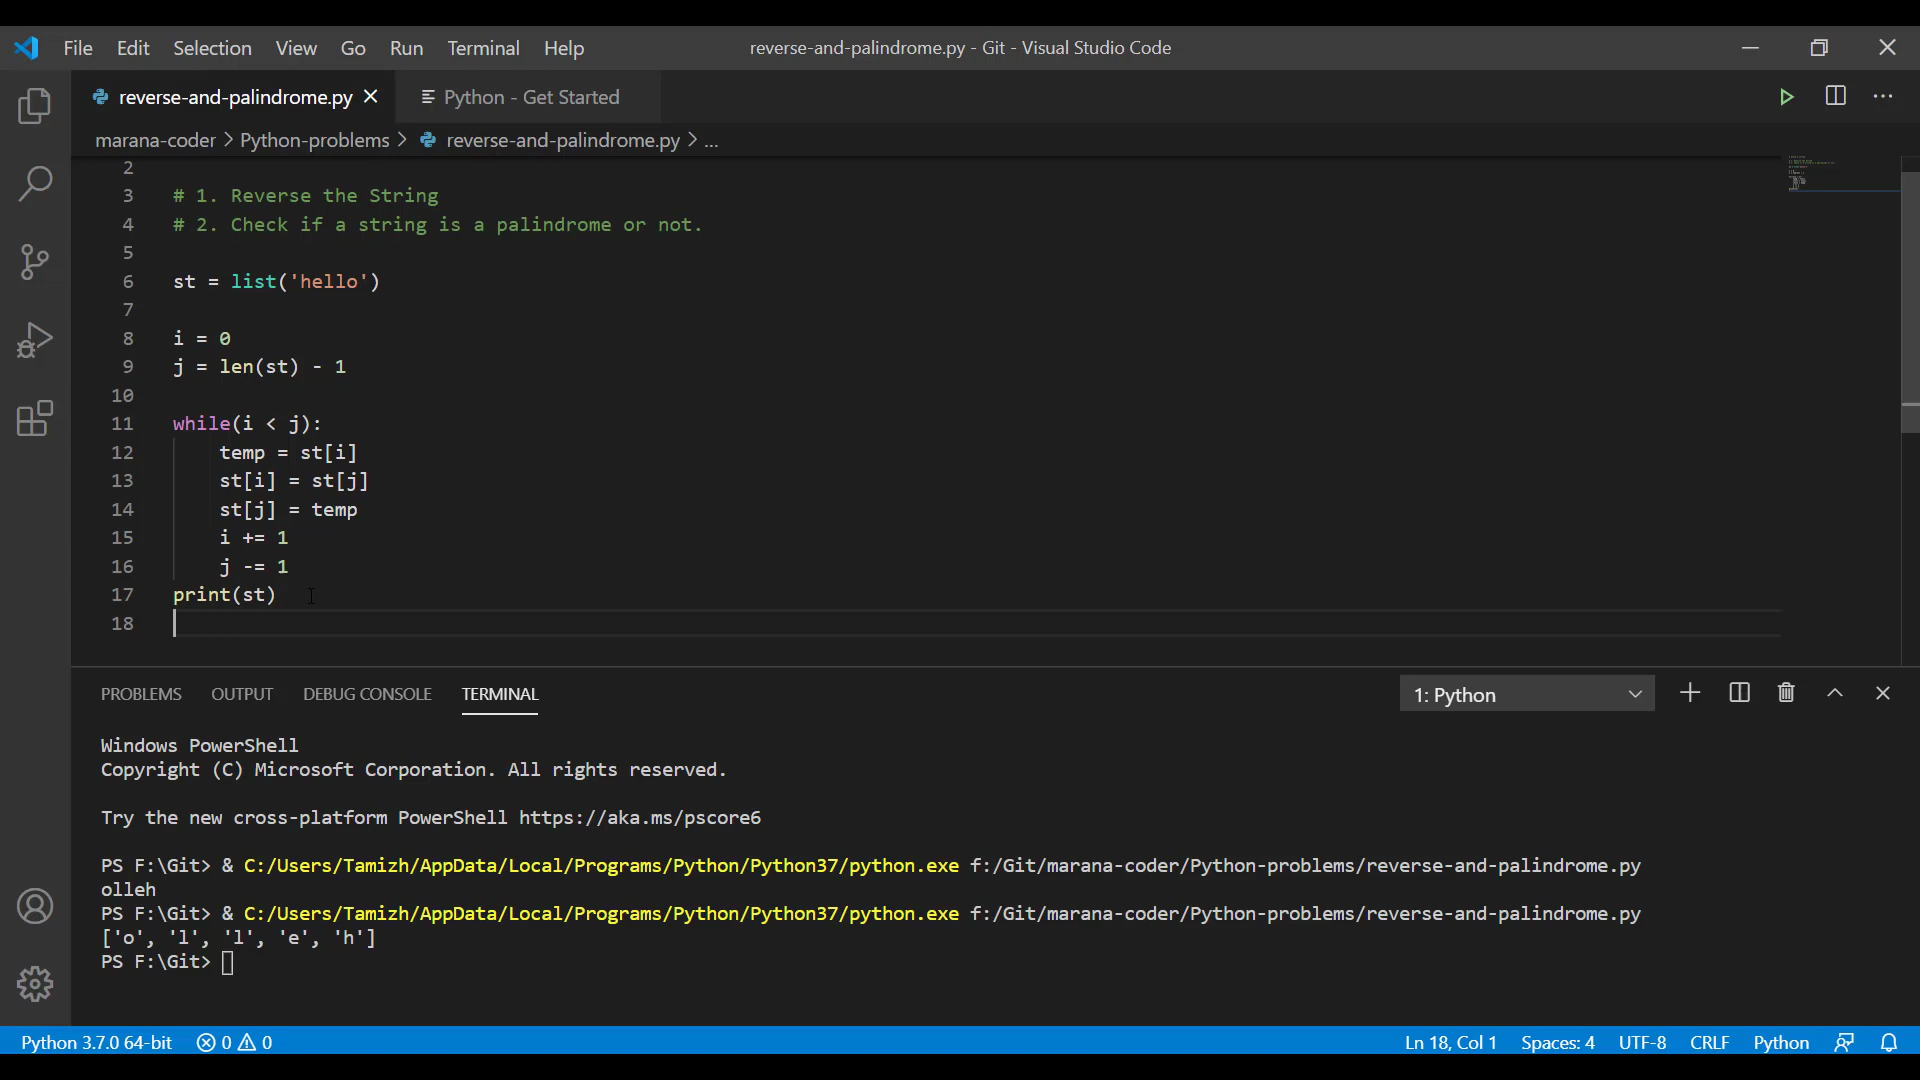 File Edit Selection View Go Run Terminal Help reverse-and-palindrome.py - Git - Visual Studio Code
reverse-and-palindrome.py Python - Get Started
marana-coder > Python-problems > reverse-and-palindrome.py > ...
2
3 # 1. Reverse the String
4 # 2. Check if a string is a palindrome or not.
5
6 st = list('hello')
7
8 i = 0
9 j = len(st) - 1
10
11 while(i < j):
12 temp = st[i]
13 st[i] = st[j]
14 st[j] = temp
15 i += 1
16 j -= 1
17 print(st)
18
PROBLEMS OUTPUT DEBUG CONSOLE TERMINAL 1: Python
Windows PowerShell
Copyright (C) Microsoft Corporation. All rights reserved.
Try the new cross-platform PowerShell https://aka.ms/pscore6
PS F:\Git> & C:/Users/Tamizh/AppData/Local/Programs/Python/Python37/python.exe f:/Git/marana-coder/Python-problems/reverse-and-palindrome.py
olleh
PS F:\Git> & C:/Users/Tamizh/AppData/Local/Programs/Python/Python37/python.exe f:/Git/marana-coder/Python-problems/reverse-and-palindrome.py
['o', 'l', 'l', 'e', 'h']
PS F:\Git>
Python 3.7.0 64-bit 0 0 Ln 18, Col 1 Spaces: 4 UTF-8 CRLF Python